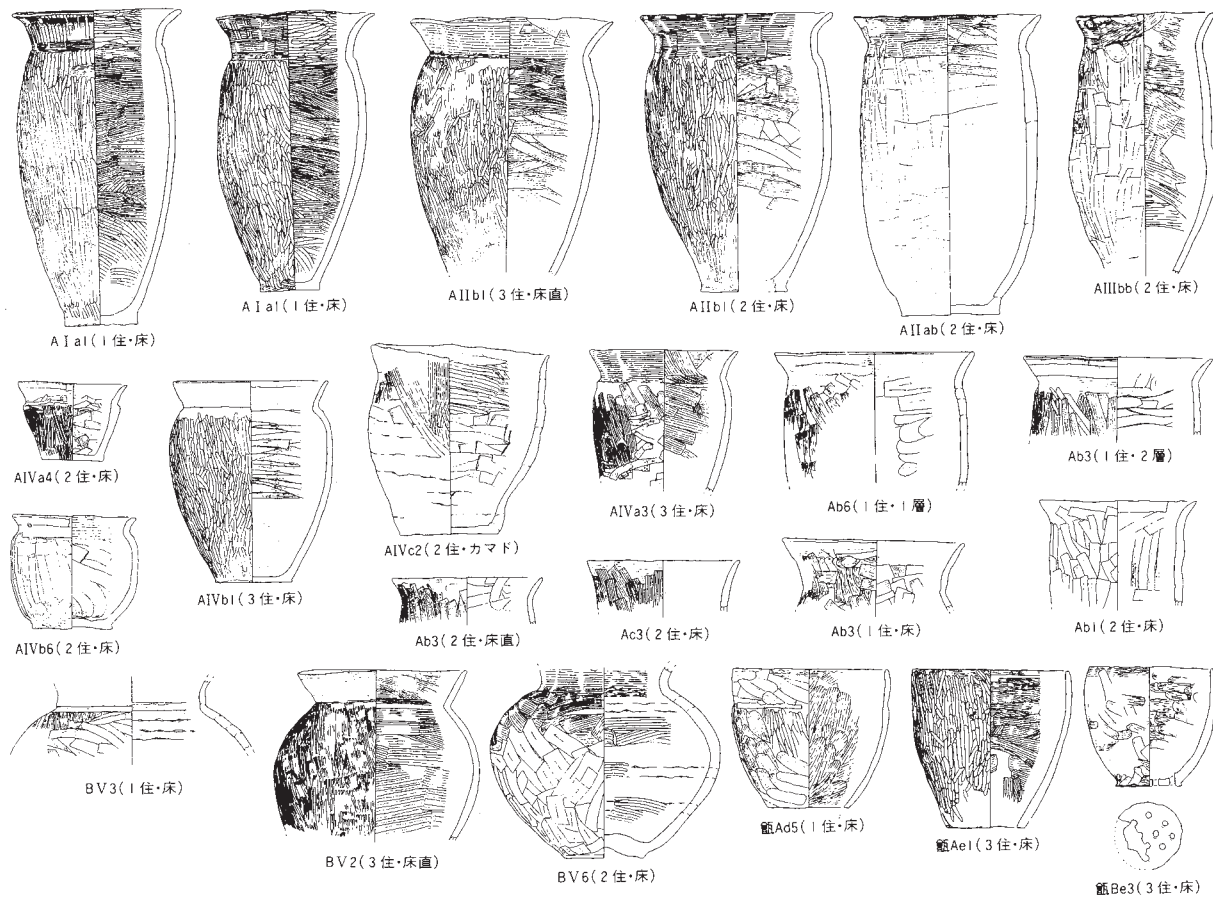 AⅠa1(1住・床)
AⅠa1(1住・床)
AⅡb1(3住・床直)
AⅡb1(2住・床)
AⅡab(2住・床)
AⅢbb(2住・床)
AⅣa4(2住・床)
AⅣb1(3住・床)
AⅣc2(2住・カマド)
AⅣa3(3住・床)
Ab6(1住・1層)
Ab3(1住・2層)
AⅣb6(2住・床)
Ab3(2住・床直)
Ac3(2住・床)
Ab3(1住・床)
Ab1(2住・床)
BⅤ3(1住・床)
BⅤ2(3住・床直)
BⅤ6(2住・床)
甑Ad5(1住・床)
甑Ae1(3住・床)
甑Be3(3住・床)